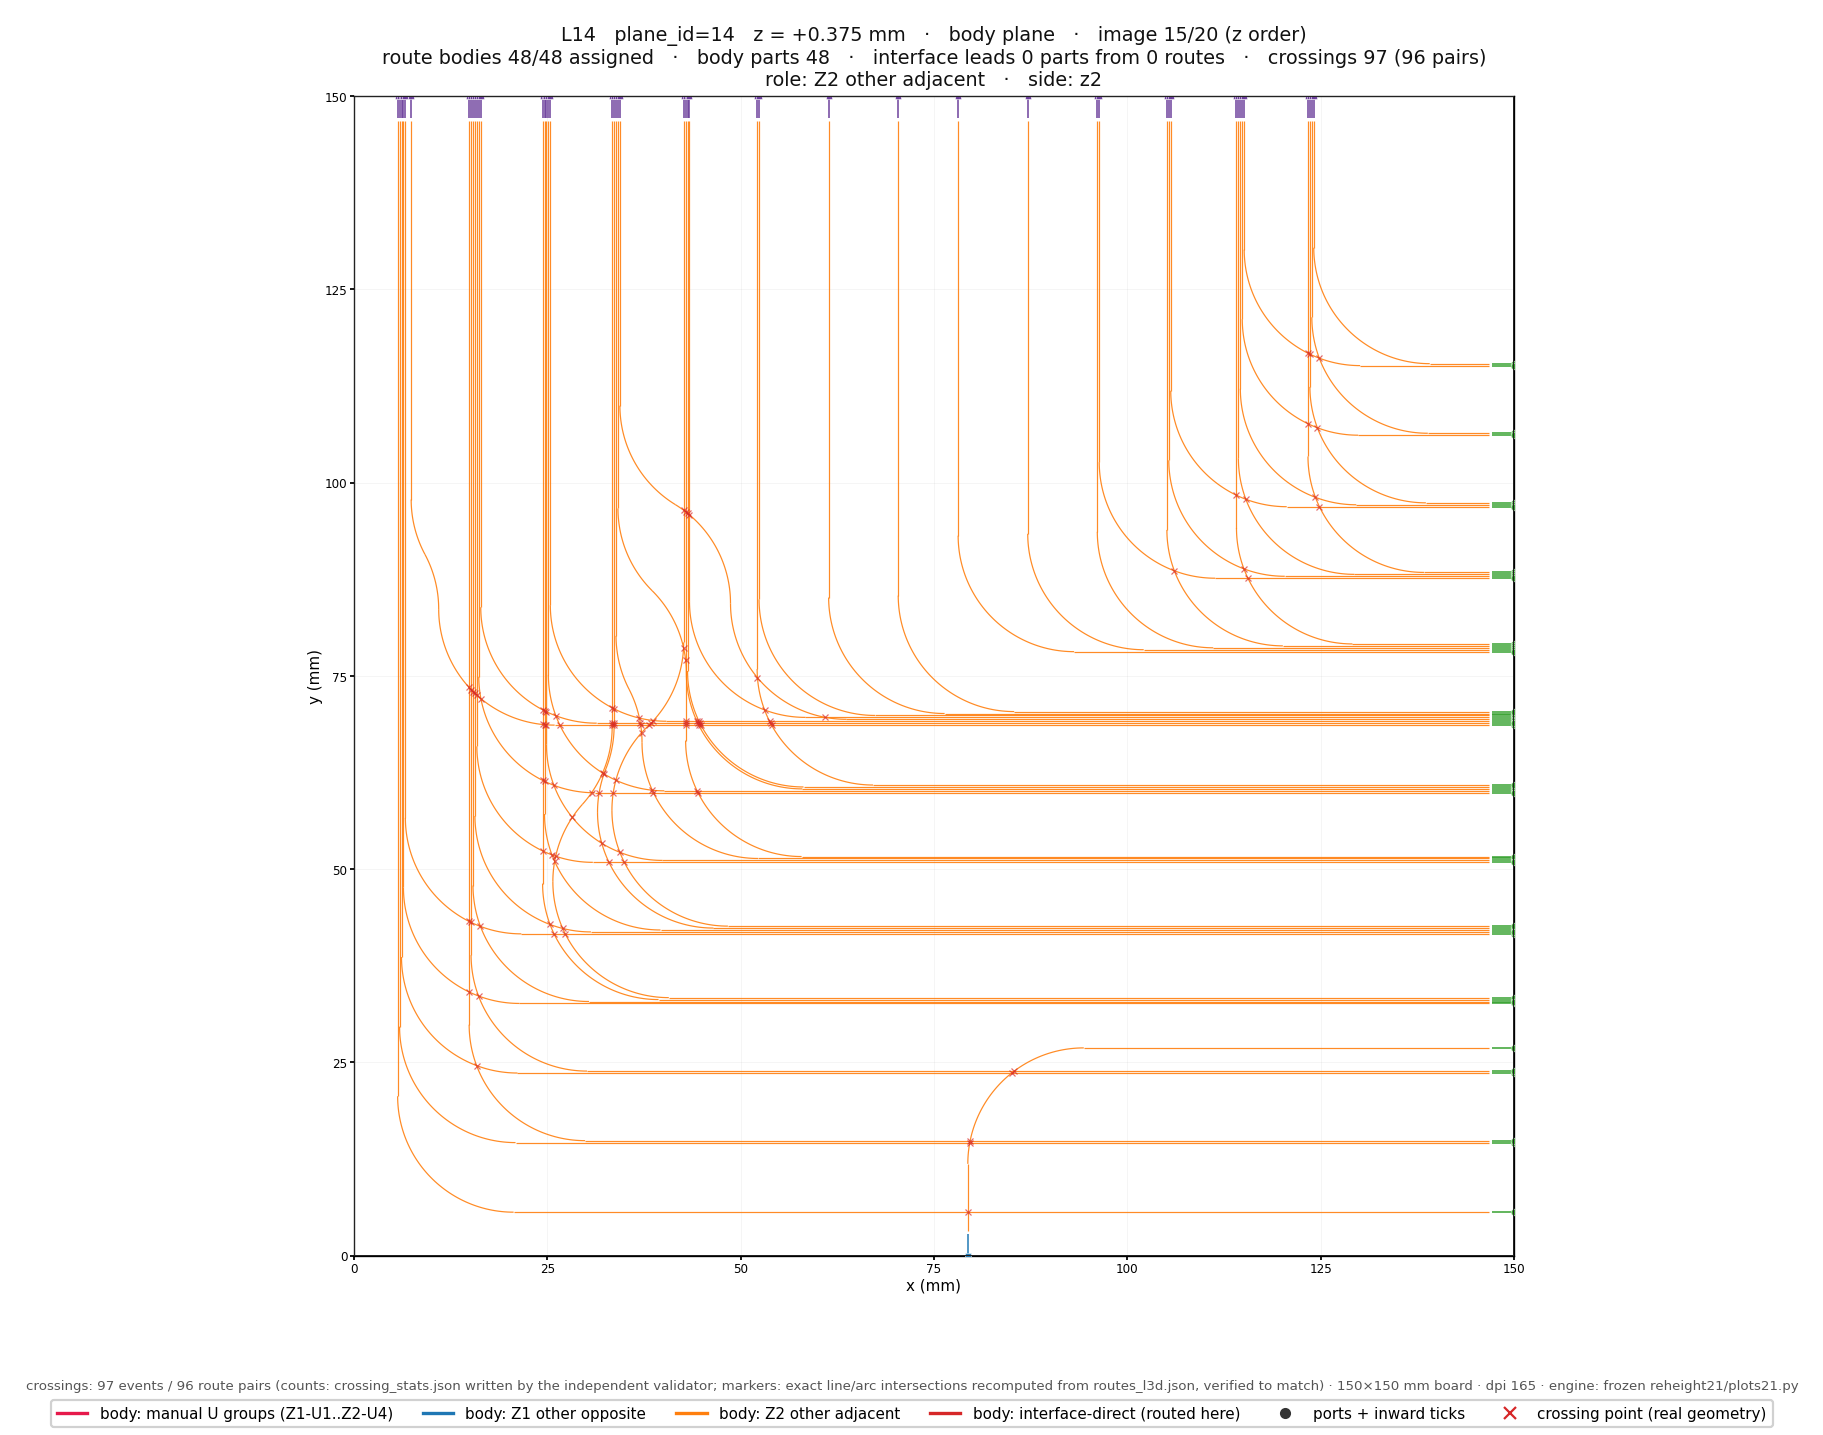 L14   plane_id=14   z = +0.375 mm   ·   body plane   ·   image 15/20 (z order)
route bodies 48/48 assigned   ·   body parts 48   ·   interface leads 0 parts from 0 routes   ·   crossings 97 (96 pairs)
role: Z2 other adjacent   ·   side: z2
150
125
100
75
50
25
0
y (mm)
0 25 50 75 100 125 150
x (mm)
crossings: 97 events / 96 route pairs (counts: crossing_stats.json written by the independent validator; markers: exact line/arc intersections recomputed from routes_l3d.json, verified to match) · 150×150 mm board · dpi 165 · engine: frozen reheight21/plots21.py
body: manual U groups (Z1-U1..Z2-U4)   body: Z1 other opposite   body: Z2 other adjacent   body: interface-direct (routed here)   ports + inward ticks   crossing point (real geometry)